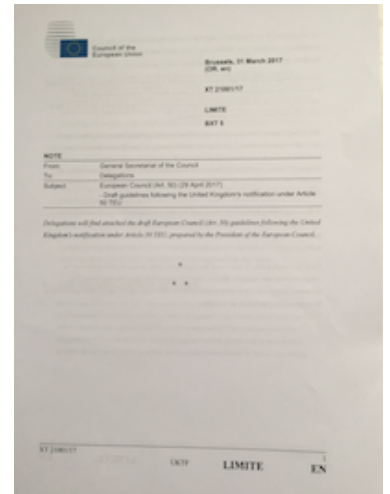 Council of the
European Union
Brussels, 31 March 2017
(OR. en)
XT 21001/17
LIMITE
BXT 5
NOTE
From: General Secretariat of the Council
To: Delegations
Subject: European Council (Art. 50) (29 April 2017)
- Draft guidelines following the United Kingdom's notification under Article
50 TEU
Delegations will find attached the draft European Council (Art. 50) guidelines following the United
Kingdom's notification under Article 50 TEU, prepared by the President of the European Council.
XT 21001/17
1
UKTF LIMITE EN